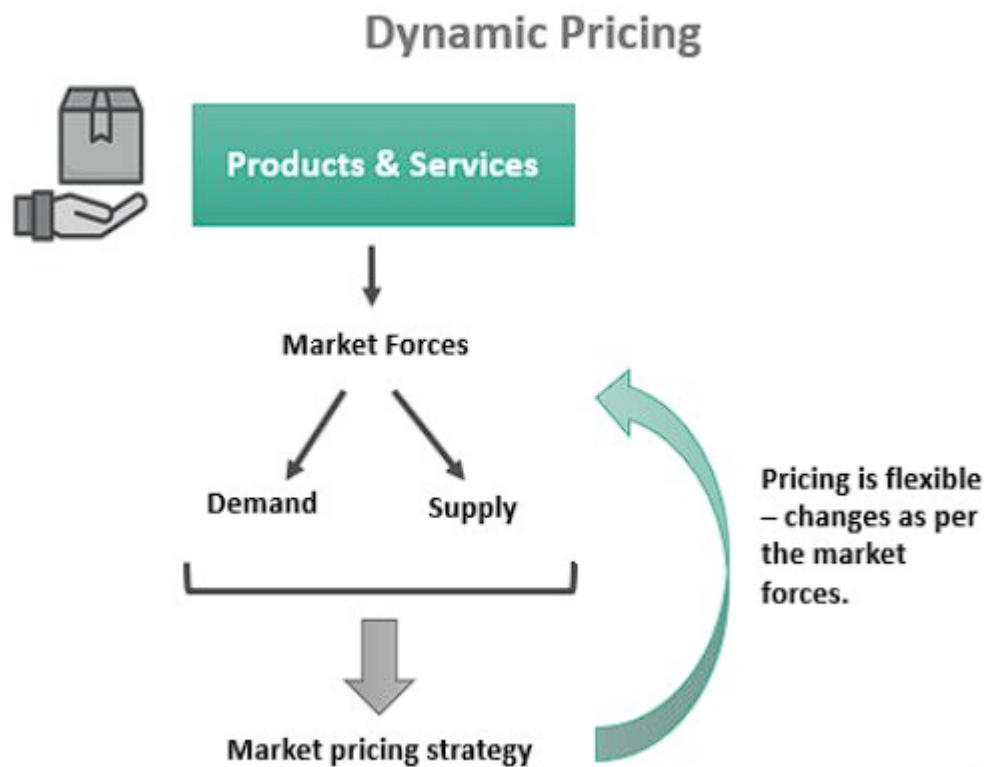 Dynamic Pricing
Products & Services
Market Forces
Demand
Supply
Pricing is flexible
– changes as per
the market
forces.
Market pricing strategy